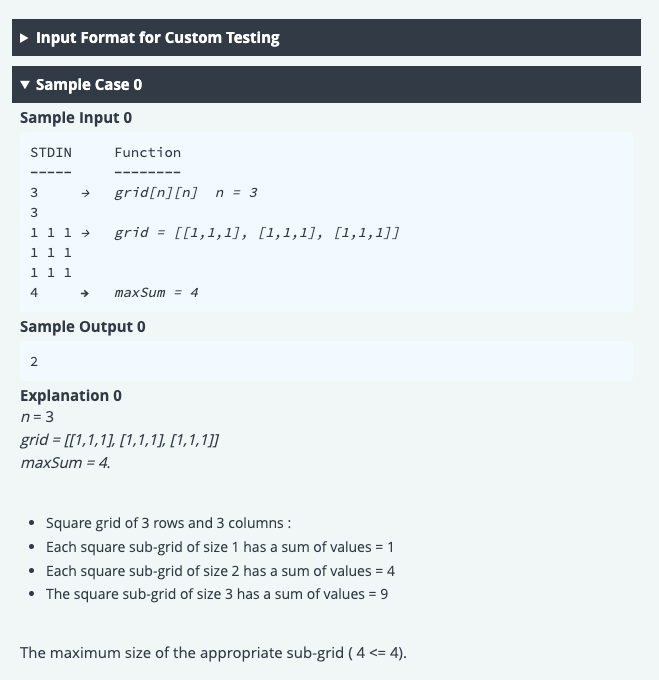 ▶ Input Format for Custom Testing
▼ Sample Case 0
Sample Input 0
STDIN     Function
-----     --------
3     →   grid[n][n]  n = 3
3
1 1 1 →   grid = [[1,1,1], [1,1,1], [1,1,1]]
1 1 1
1 1 1
4     →   maxSum = 4
Sample Output 0
2
Explanation 0
n = 3
grid = [[1,1,1], [1,1,1], [1,1,1]]
maxSum = 4.
• Square grid of 3 rows and 3 columns :
• Each square sub-grid of size 1 has a sum of values = 1
• Each square sub-grid of size 2 has a sum of values = 4
• The square sub-grid of size 3 has a sum of values = 9
The maximum size of the appropriate sub-grid ( 4 <= 4).